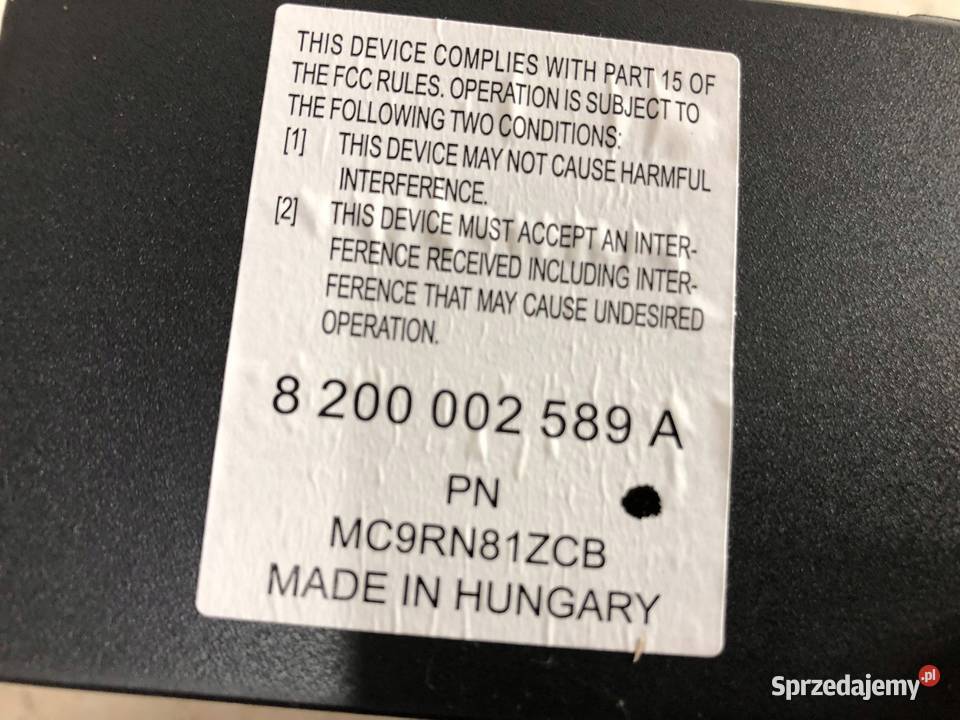 THIS DEVICE COMPLIES WITH PART 15 OF
THE FCC RULES. OPERATION IS SUBJECT TO
THE FOLLOWING TWO CONDITIONS:
[1] THIS DEVICE MAY NOT CAUSE HARMFUL
INTERFERENCE.
[2] THIS DEVICE MUST ACCEPT AN INTER-
FERENCE RECEIVED INCLUDING INTER-
FERENCE THAT MAY CAUSE UNDESIRED
OPERATION.
8 200 002 589 A
PN
MC9RN81ZCB
MADE IN HUNGARY
Sprzedajemy.pl